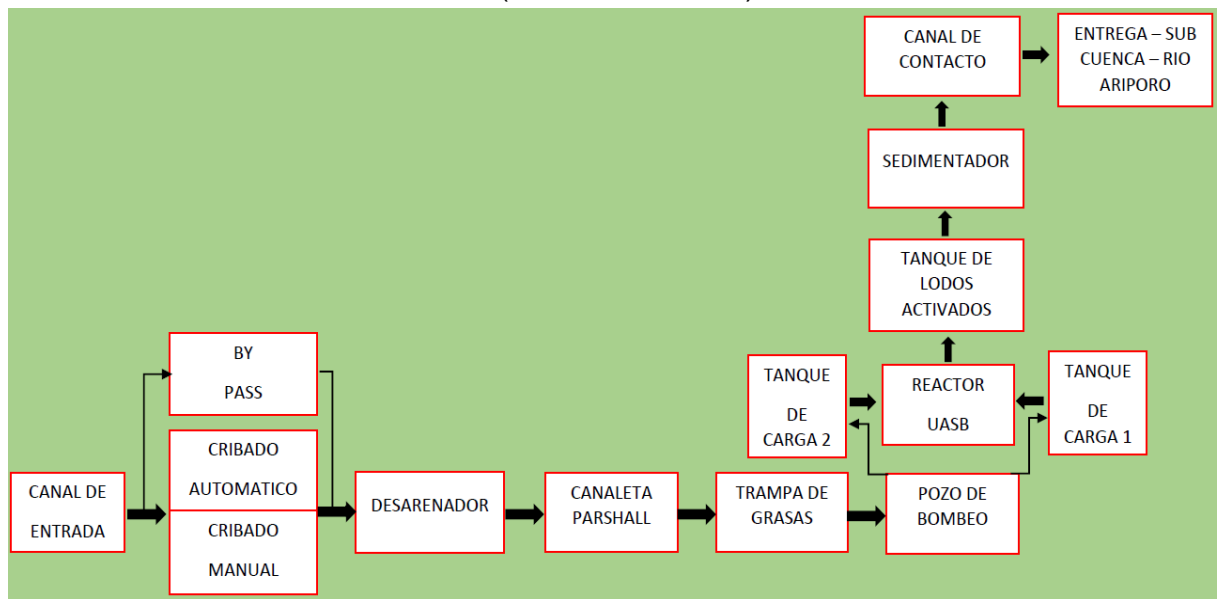 CANAL DE
ENTRADA
BY
PASS
CRIBADO
AUTOMATICO
CRIBADO
MANUAL
DESARENADOR
CANALETA
PARSHALL
TRAMPA DE
GRASAS
POZO DE
BOMBEO
TANQUE
DE
CARGA 2
REACTOR
UASB
TANQUE
DE
CARGA 1
TANQUE DE
LODOS
ACTIVADOS
SEDIMENTADOR
CANAL DE
CONTACTO
ENTREGA – SUB
CUENCA – RIO
ARIPORO